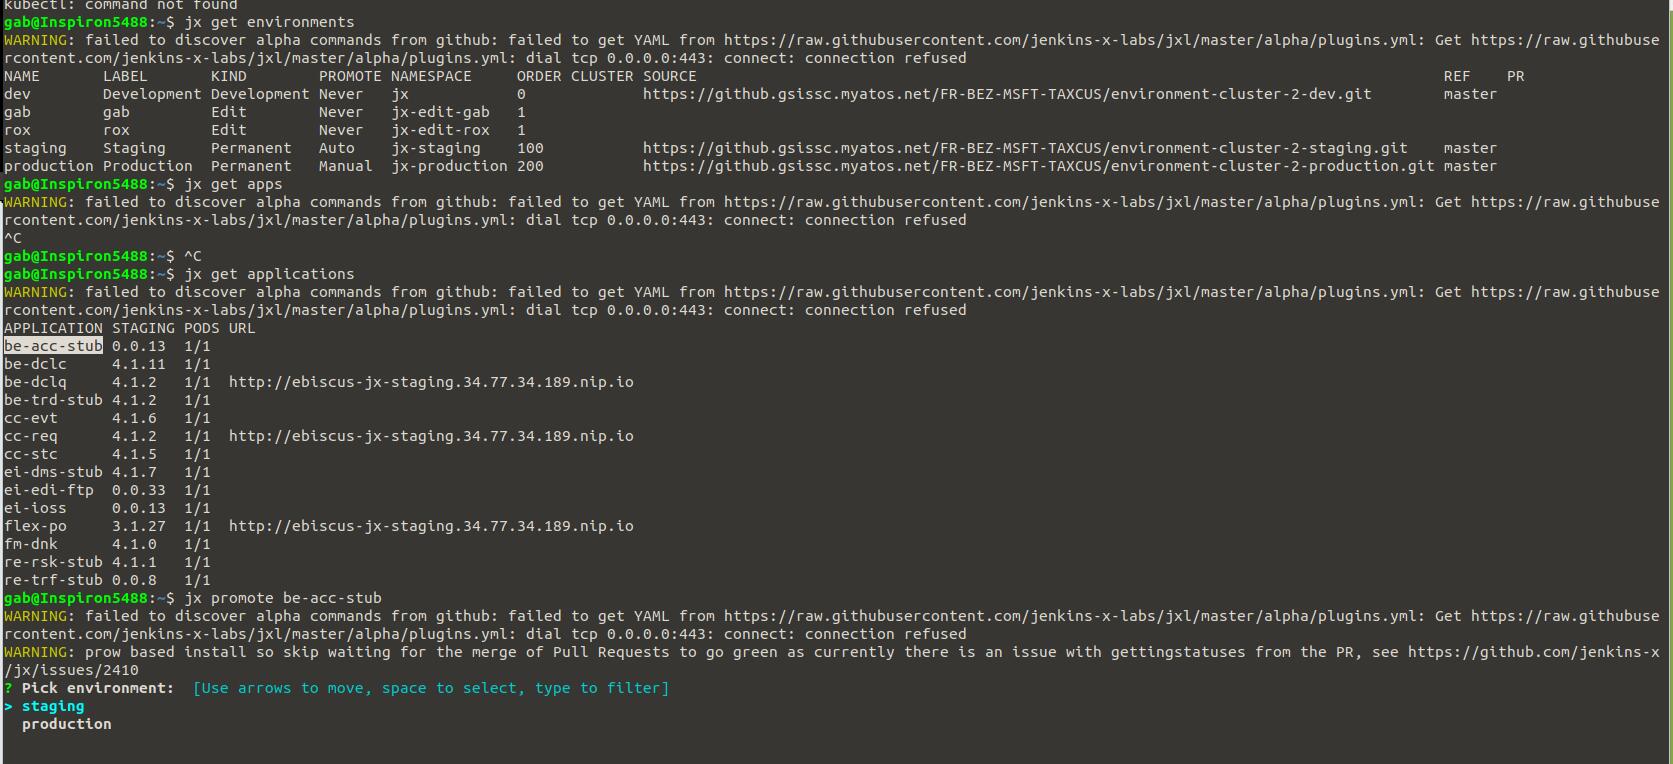 kubectl: command not found
gab@Inspiron5488:~$ jx get environments
WARNING: failed to discover alpha commands from github: failed to get YAML from https://raw.githubusercontent.com/jenkins-x-labs/jxl/master/alpha/plugins.yml: Get https://raw.githubuse
rcontent.com/jenkins-x-labs/jxl/master/alpha/plugins.yml: dial tcp 0.0.0.0:443: connect: connection refused
NAME       LABEL       KIND        PROMOTE NAMESPACE     ORDER CLUSTER SOURCE                                                                                   REF    PR
dev        Development Development Never   jx            0             https://github.gsissc.myatos.net/FR-BEZ-MSFT-TAXCUS/environment-cluster-2-dev.git        master
gab        gab         Edit        Never   jx-edit-gab   1
rox        rox         Edit        Never   jx-edit-rox   1
staging    Staging     Permanent   Auto    jx-staging    100           https://github.gsissc.myatos.net/FR-BEZ-MSFT-TAXCUS/environment-cluster-2-staging.git    master
production Production  Permanent   Manual  jx-production 200           https://github.gsissc.myatos.net/FR-BEZ-MSFT-TAXCUS/environment-cluster-2-production.git master
gab@Inspiron5488:~$ jx get apps
WARNING: failed to discover alpha commands from github: failed to get YAML from https://raw.githubusercontent.com/jenkins-x-labs/jxl/master/alpha/plugins.yml: Get https://raw.githubuse
rcontent.com/jenkins-x-labs/jxl/master/alpha/plugins.yml: dial tcp 0.0.0.0:443: connect: connection refused
^C
gab@Inspiron5488:~$ ^C
gab@Inspiron5488:~$ jx get applications
WARNING: failed to discover alpha commands from github: failed to get YAML from https://raw.githubusercontent.com/jenkins-x-labs/jxl/master/alpha/plugins.yml: Get https://raw.githubuse
rcontent.com/jenkins-x-labs/jxl/master/alpha/plugins.yml: dial tcp 0.0.0.0:443: connect: connection refused
APPLICATION STAGING PODS URL
be-acc-stub 0.0.13  1/1
be-dclc     4.1.11  1/1
be-dclq     4.1.2   1/1  http://ebiscus-jx-staging.34.77.34.189.nip.io
be-trd-stub 4.1.2   1/1
cc-evt      4.1.6   1/1
cc-req      4.1.2   1/1  http://ebiscus-jx-staging.34.77.34.189.nip.io
cc-stc      4.1.5   1/1
ei-dms-stub 4.1.7   1/1
ei-edi-ftp  0.0.33  1/1
ei-ioss     0.0.13  1/1
flex-po     3.1.27  1/1  http://ebiscus-jx-staging.34.77.34.189.nip.io
fm-dnk      4.1.0   1/1
re-rsk-stub 4.1.1   1/1
re-trf-stub 0.0.8   1/1
gab@Inspiron5488:~$ jx promote be-acc-stub
WARNING: failed to discover alpha commands from github: failed to get YAML from https://raw.githubusercontent.com/jenkins-x-labs/jxl/master/alpha/plugins.yml: Get https://raw.githubuse
rcontent.com/jenkins-x-labs/jxl/master/alpha/plugins.yml: dial tcp 0.0.0.0:443: connect: connection refused
WARNING: prow based install so skip waiting for the merge of Pull Requests to go green as currently there is an issue with gettingstatuses from the PR, see https://github.com/jenkins-x
/jx/issues/2410
? Pick environment:  [Use arrows to move, space to select, type to filter]
> staging
  production